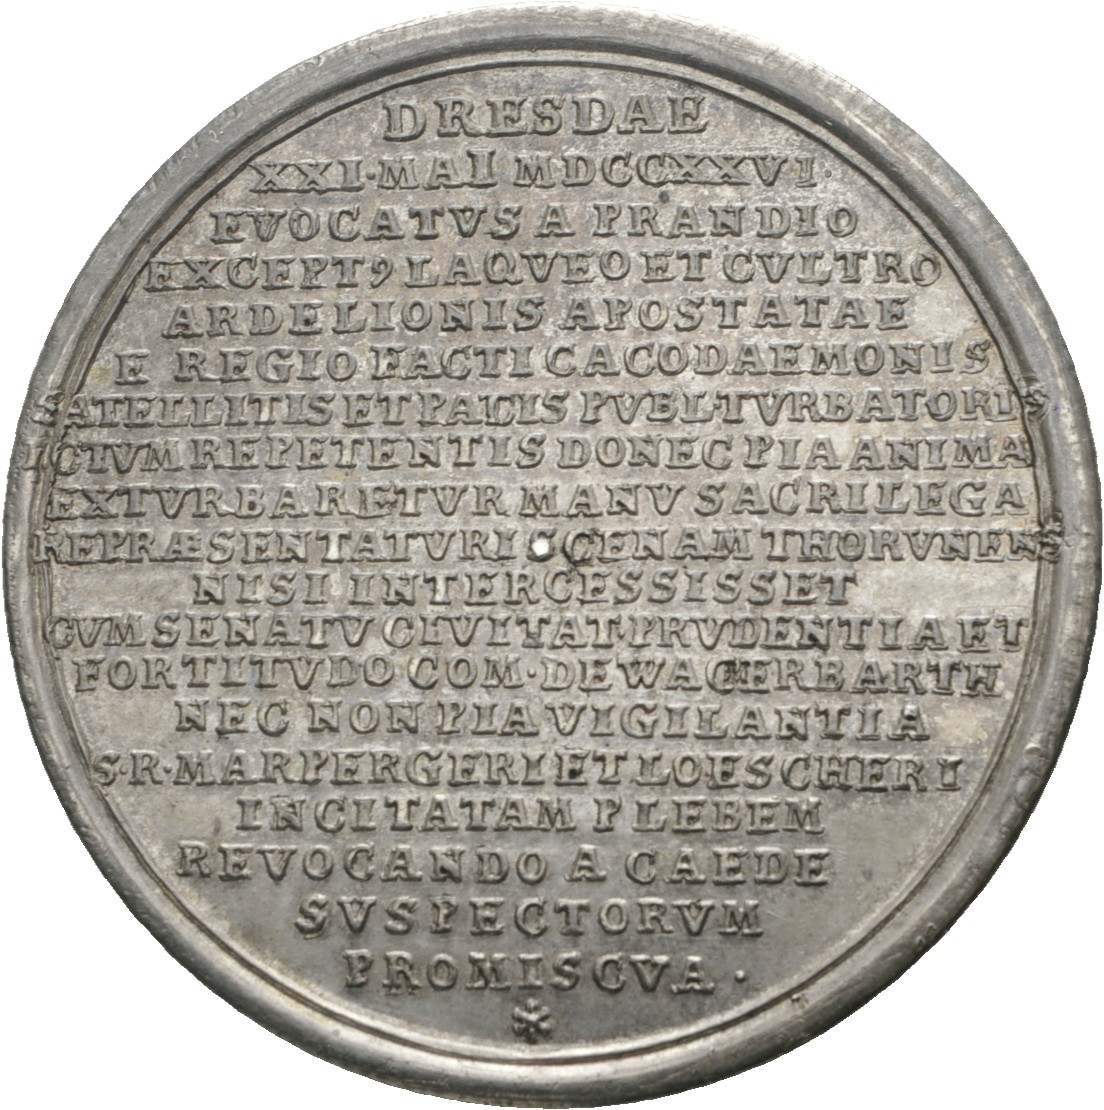 DRESDAE
XXI·MAI MDCCXXVI·
EVOCATVS A PRANDIO
EXCEPTꝰ LAQVEO ET CVLTRO
ARDELIONIS APOSTATAE
E REGIO FACTI CACODAEMONIS
SATELLITIS ET PACIS PVBL·TVRBATORIS
ICTVM REPETENTIS DONEC PIA ANIMA
EXTVRBARETVR MANV SACRILEGA
REPRÆSENTATVRI SCENAM THORVNENS
NISI INTERCESSISSET
CVM SENATV CIVITAT·PRVDENTIA ET
FORTITVDO COM·DE WACKERBARTH
NEC NON PIA VIGILANTIA
S·R·MARPERGERI ET LOESCHERI
INCITATAM PLEBEM
REVOCANDO A CAEDE
SVSPECTORVM
PROMISCVA·